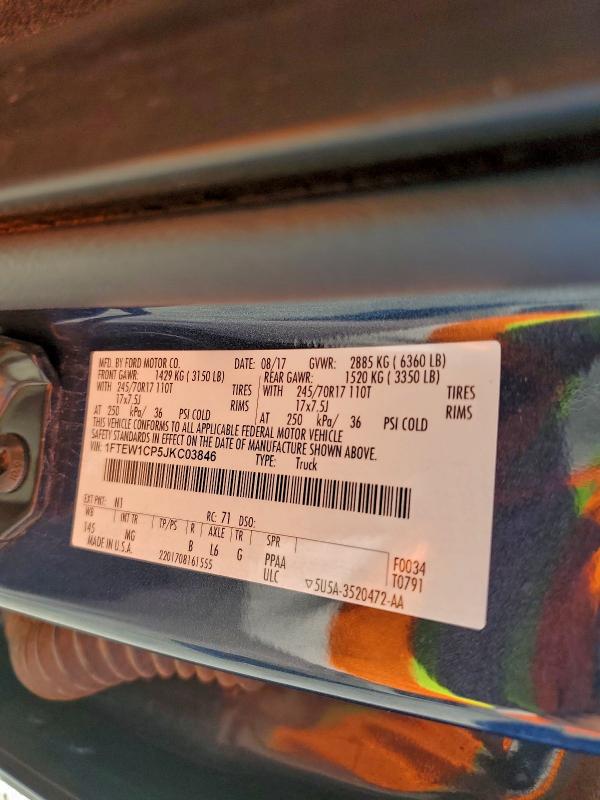 MFD. BY FORD MOTOR CO. DATE: 08/17 GVWR: 2885 KG ( 6360 LB)
FRONT GAWR: 1429 KG ( 3150 LB) REAR GAWR: 1520 KG ( 3350 LB)
WITH 245/70R17 110T TIRES WITH 245/70R17 110T TIRES
17x7.5J RIMS 17x7.5J RIMS
AT 250 kPa/ 36 PSI COLD AT 250 kPa/ 36 PSI COLD
THIS VEHICLE CONFORMS TO ALL APPLICABLE FEDERAL MOTOR VEHICLE
SAFETY STANDARDS IN EFFECT ON THE DATE OF MANUFACTURE SHOWN ABOVE.
VIN: 1FTEW1CP5JKC03846 TYPE: Truck
EXT PNT: N1 RC: 71 DSO:
WB INT TR TP/PS R AXLE TR SPR
145 MG B L6 G PPAA F0034
MADE IN U.S.A. 2201708161555 ULC T0791
▽5U5A-3520472-AA